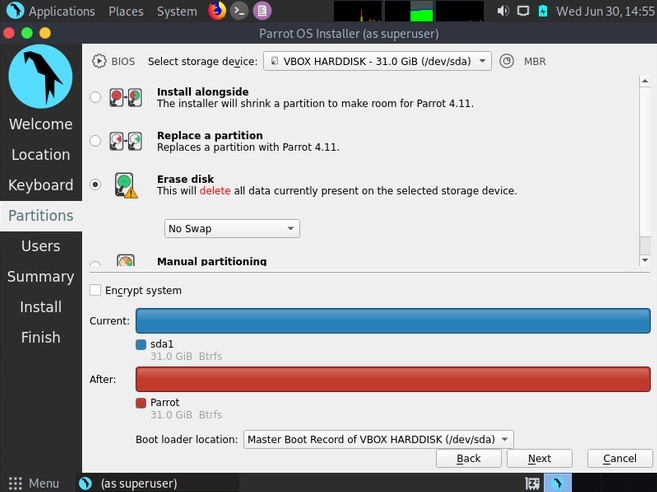 Applications Places System Wed Jun 30, 14:55
Parrot OS Installer (as superuser)
BIOS Select storage device: VBOX HARDDISK - 31.0 GiB (/dev/sda) MBR
Welcome
Location
Keyboard
Partitions
Users
Summary
Install
Finish
Install alongside
The installer will shrink a partition to make room for Parrot 4.11.
Replace a partition
Replaces a partition with Parrot 4.11.
Erase disk
This will delete all data currently present on the selected storage device.
No Swap
Manual partitioning
Encrypt system
Current:
sda1
31.0 GiB Btrfs
After:
Parrot
31.0 GiB Btrfs
Boot loader location: Master Boot Record of VBOX HARDDISK (/dev/sda)
Back Next Cancel
Menu (as superuser)